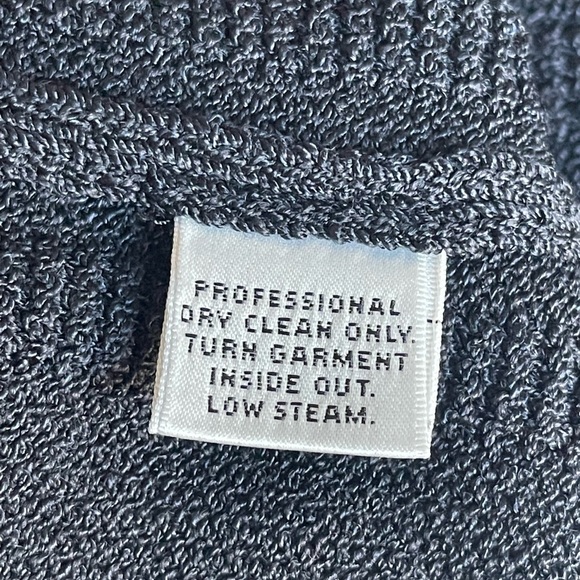 PROFESSIONAL
DRY CLEAN ONLY.
TURN GARMENT
INSIDE OUT.
LOW STEAM.